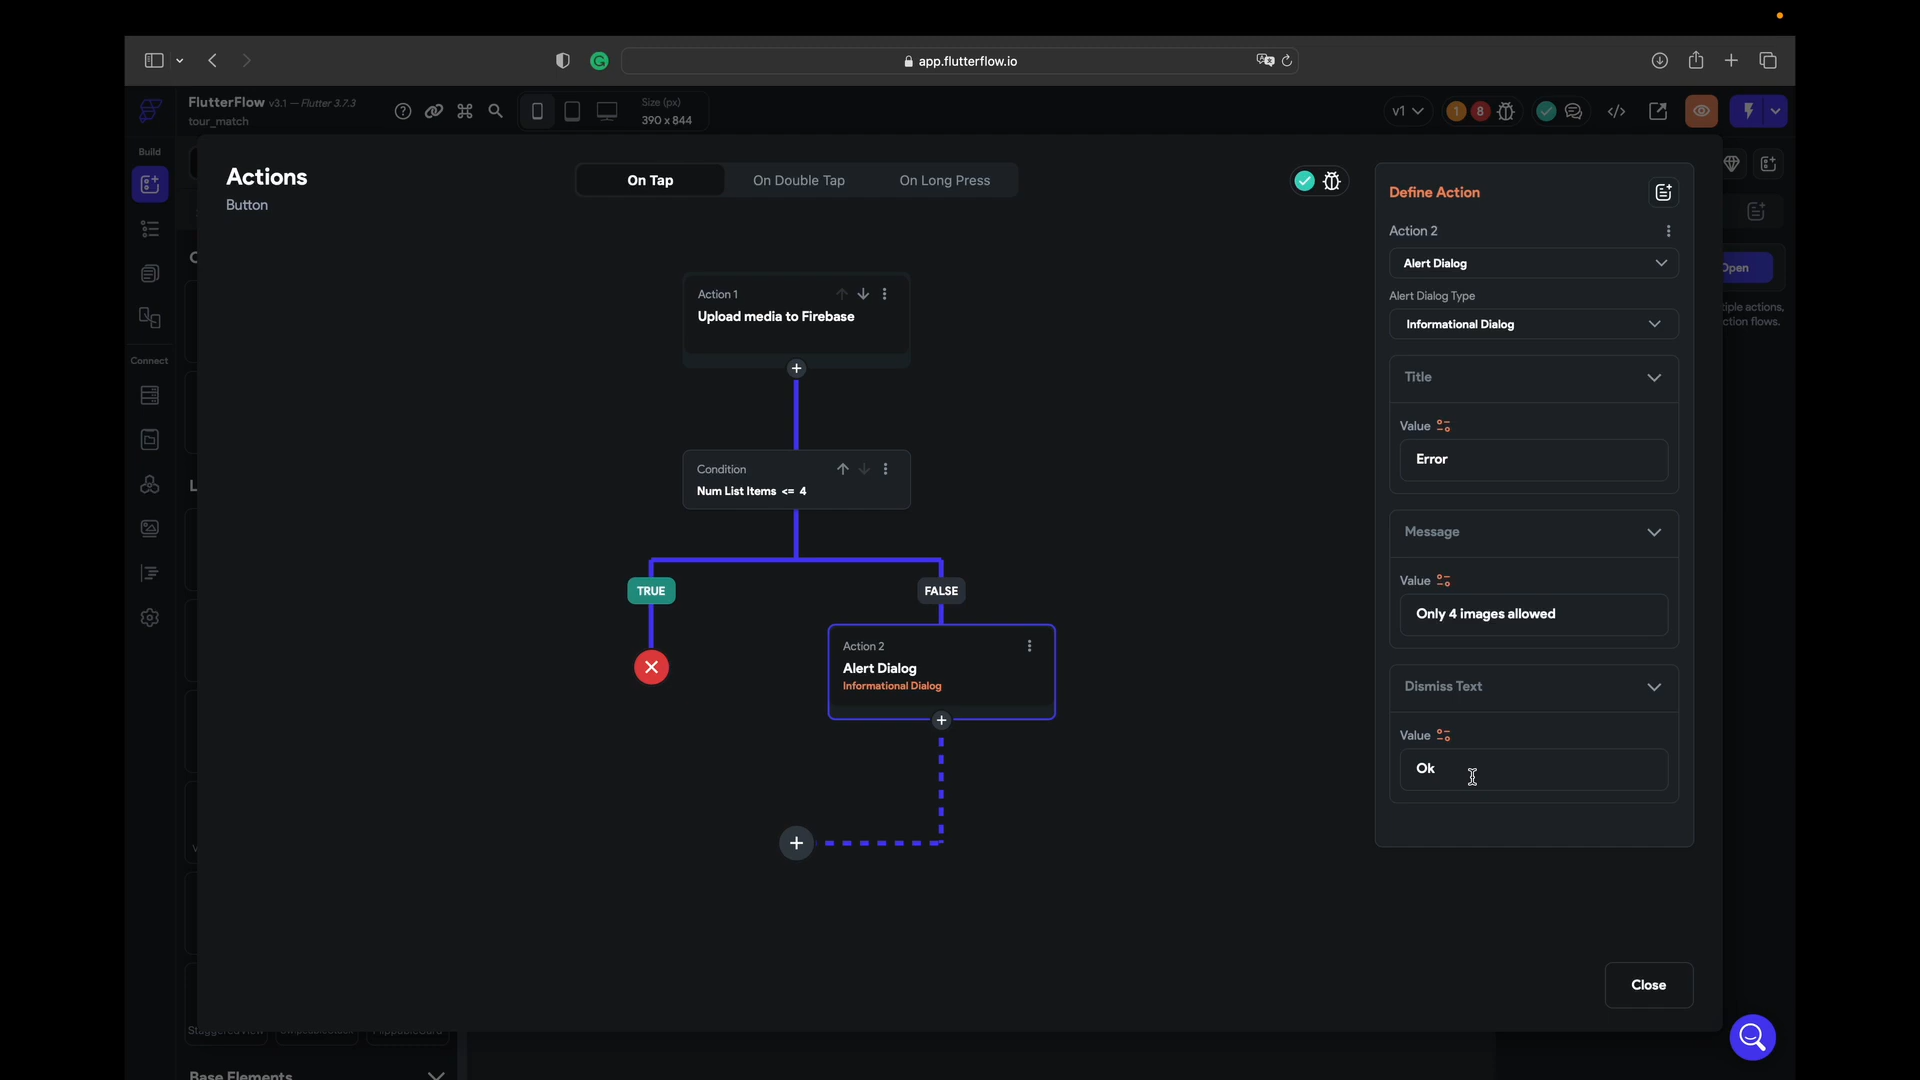 app.flutterflow.io
FlutterFlow v3.1 – Flutter 3.7.3
tour_match
Size (px)
390 x 844
v1
1
8
Build
Connect
Actions
Button
On Tap
On Double Tap
On Long Press
Action 1
Upload media to Firebase
Condition
Num List Items <= 4
TRUE
FALSE
Action 2
Alert Dialog
Informational Dialog
Define Action
Action 2
Alert Dialog
Alert Dialog Type
Informational Dialog
Title
Value
Error
Message
Value
Only 4 images allowed
Dismiss Text
Value
Ok
Open
tiple actions,
ction flows.
Close
Base Elements